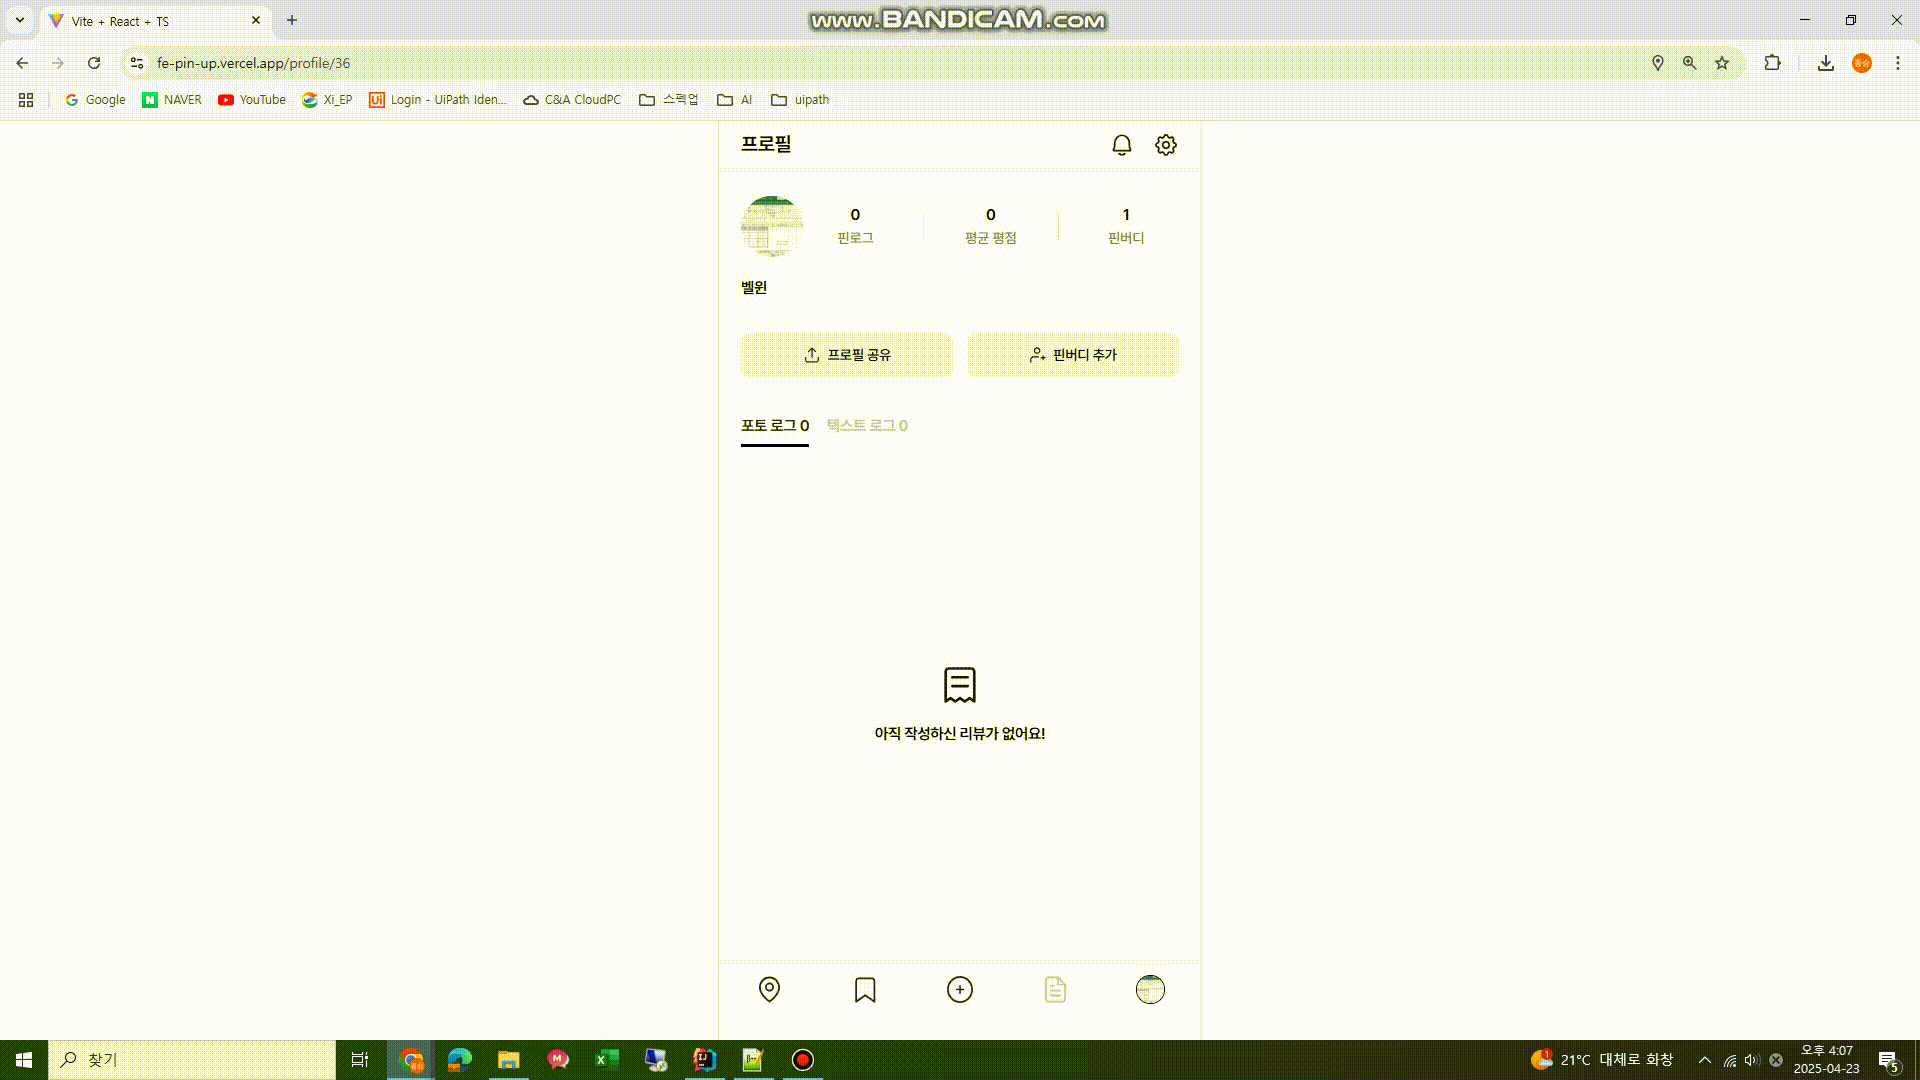 Vite + React + TS
www.BANDICAM.com
fe-pin-up.vercel.app/profile/36
Google
NAVER
YouTube
Xi_EP
Login - UiPath Iden...
C&A CloudPC
스펙업
AI
uipath
프로필
0
핀로그
0
평균 평점
1
핀버디
벨윈
프로필 공유
핀버디 추가
포토 로그 0
텍스트 로그 0
아직 작성하신 리뷰가 없어요!
찾기
21°C 대체로 화창
오후 4:07
2025-04-23
5